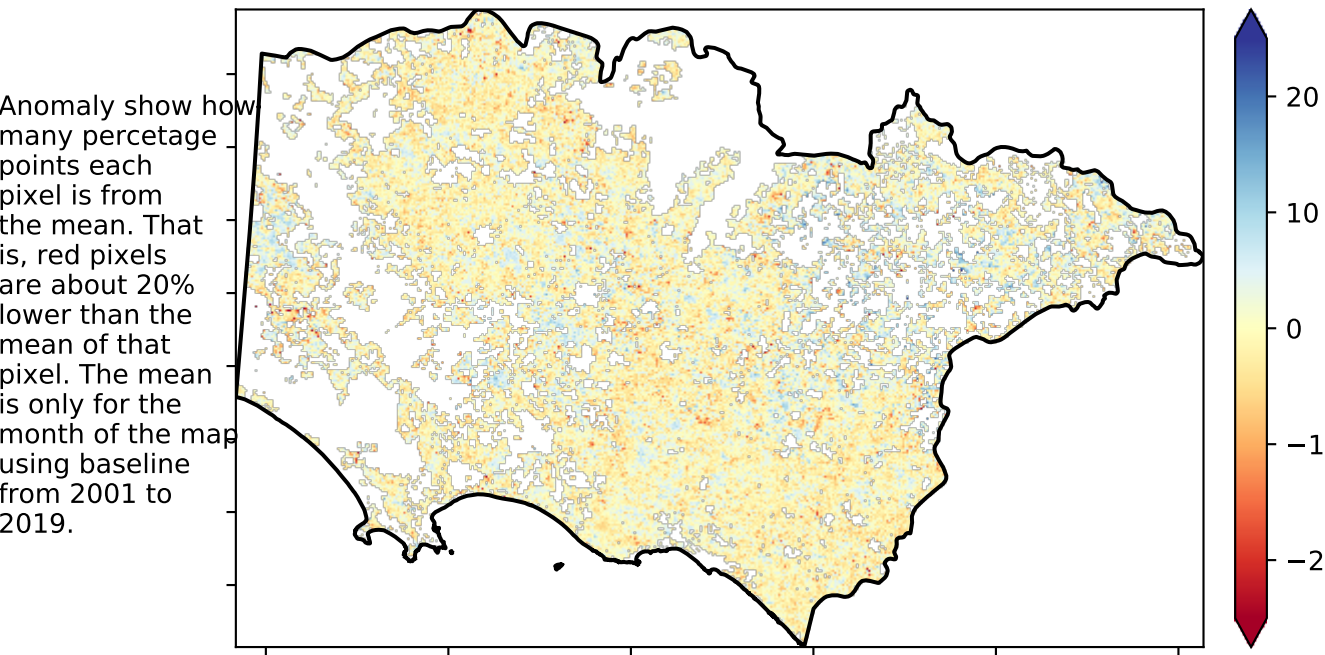 Anomaly show how
many percetage
points each
pixel is from
the mean. That
is, red pixels
are about 20%
lower than the
mean of that
pixel. The mean
is only for the
month of the map
using baseline
from 2001 to
2019.
20
10
0
−1
−2